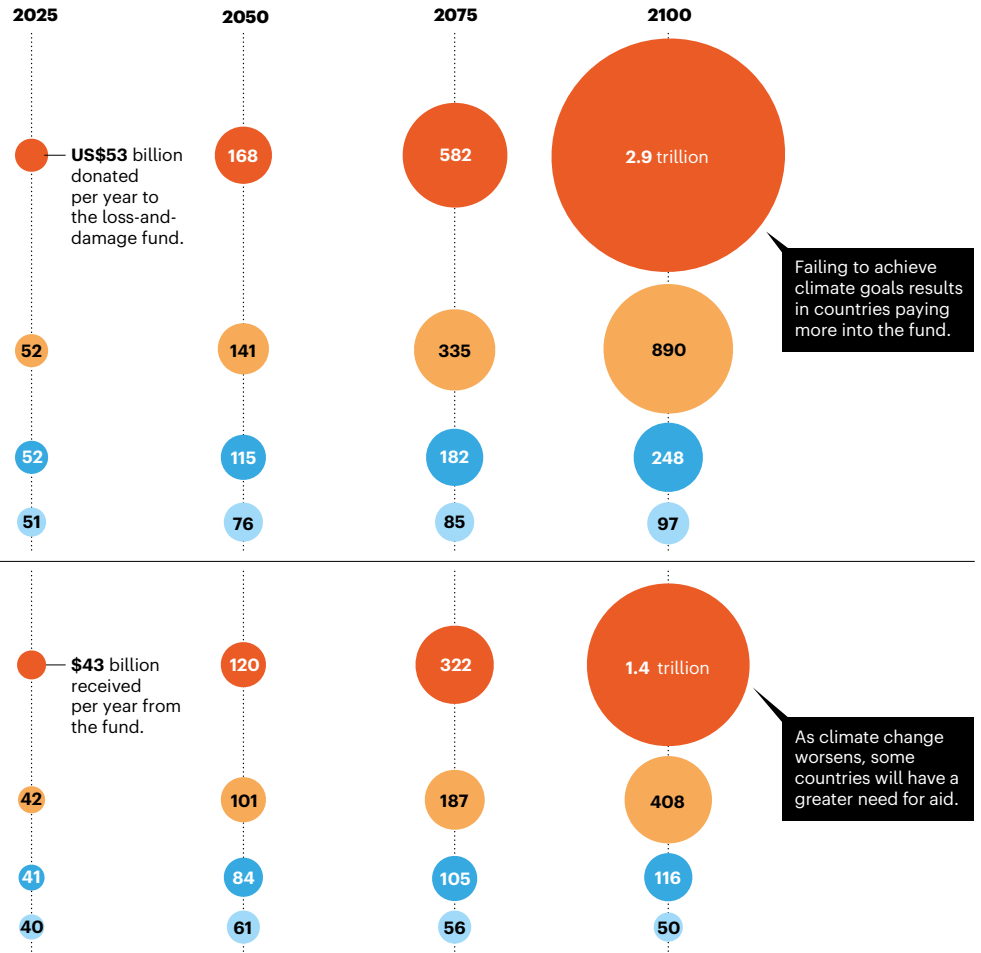 2025 2050 2075 2100
US$53 billion
donated
per year to
the loss-and-
damage fund.
168 582 2.9 trillion
Failing to achieve
climate goals results
in countries paying
more into the fund.
52 141 335 890
52 115 182 248
51 76 85 97
$43 billion
received
per year from
the fund.
120 322 1.4 trillion
As climate change
worsens, some
countries will have a
greater need for aid.
42 101 187 408
41 84 105 116
40 61 56 50